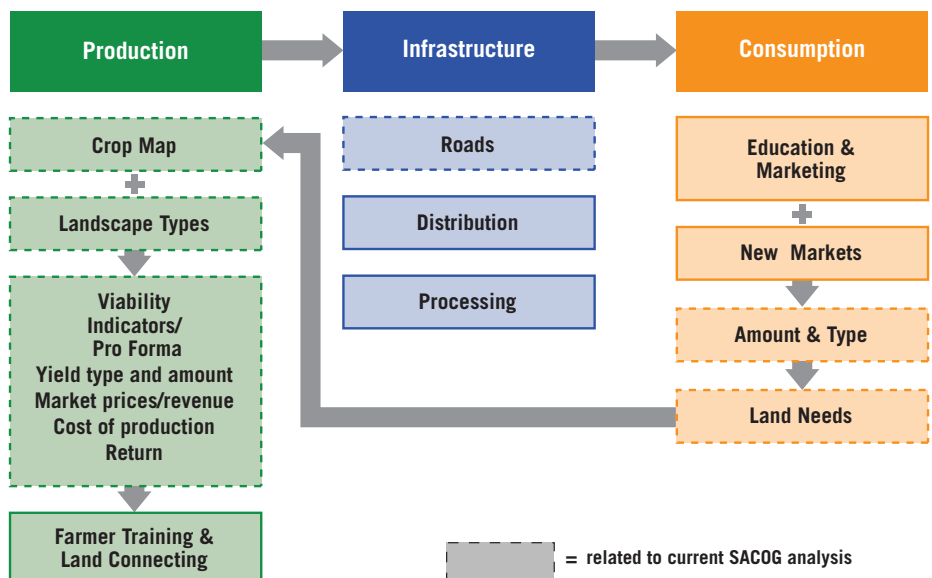 Production
Infrastructure
Consumption
Crop Map
+
Landscape Types
Viability
Indicators/
Pro Forma
Yield type and amount
Market prices/revenue
Cost of production
Return
Farmer Training &
Land Connecting
Roads
Distribution
Processing
Education &
Marketing
+
New Markets
Amount & Type
Land Needs
= related to current SACOG analysis